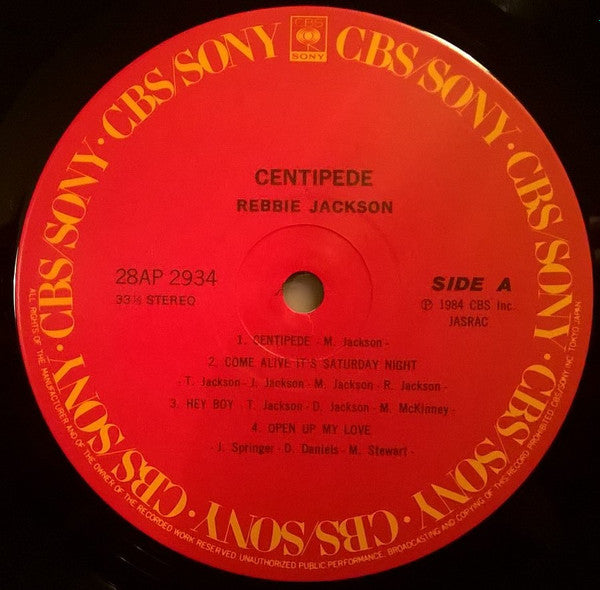 CBS
SONY
CBS/SONY · CBS/SONY · CBS/SONY · CBS/SONY · CBS/SONY · CBS/SONY · CBS/SONY · CBS/SONY
CENTIPEDE
REBBIE JACKSON
28AP 2934
33⅓ STEREO
SIDE A
Ⓟ 1984 CBS Inc.
JASRAC
1. CENTIPEDE - M. Jackson -
2. COME ALIVE IT'S SATURDAY NIGHT
- T. Jackson - J. Jackson - M. Jackson - R. Jackson -
3. HEY BOY - T. Jackson - D. Jackson - M. McKinney -
4. OPEN UP MY LOVE
- J. Springer - D. Daniels - M. Stewart -
ALL RIGHTS OF THE MANUFACTURER AND OF THE OWNER OF THE RECORDED WORK RESERVED UNAUTHORIZED PUBLIC PERFORMANCE, BROADCASTING AND COPYING OF THIS RECORD PROHIBITED CBS/SONY INC. TOKYO JAPAN